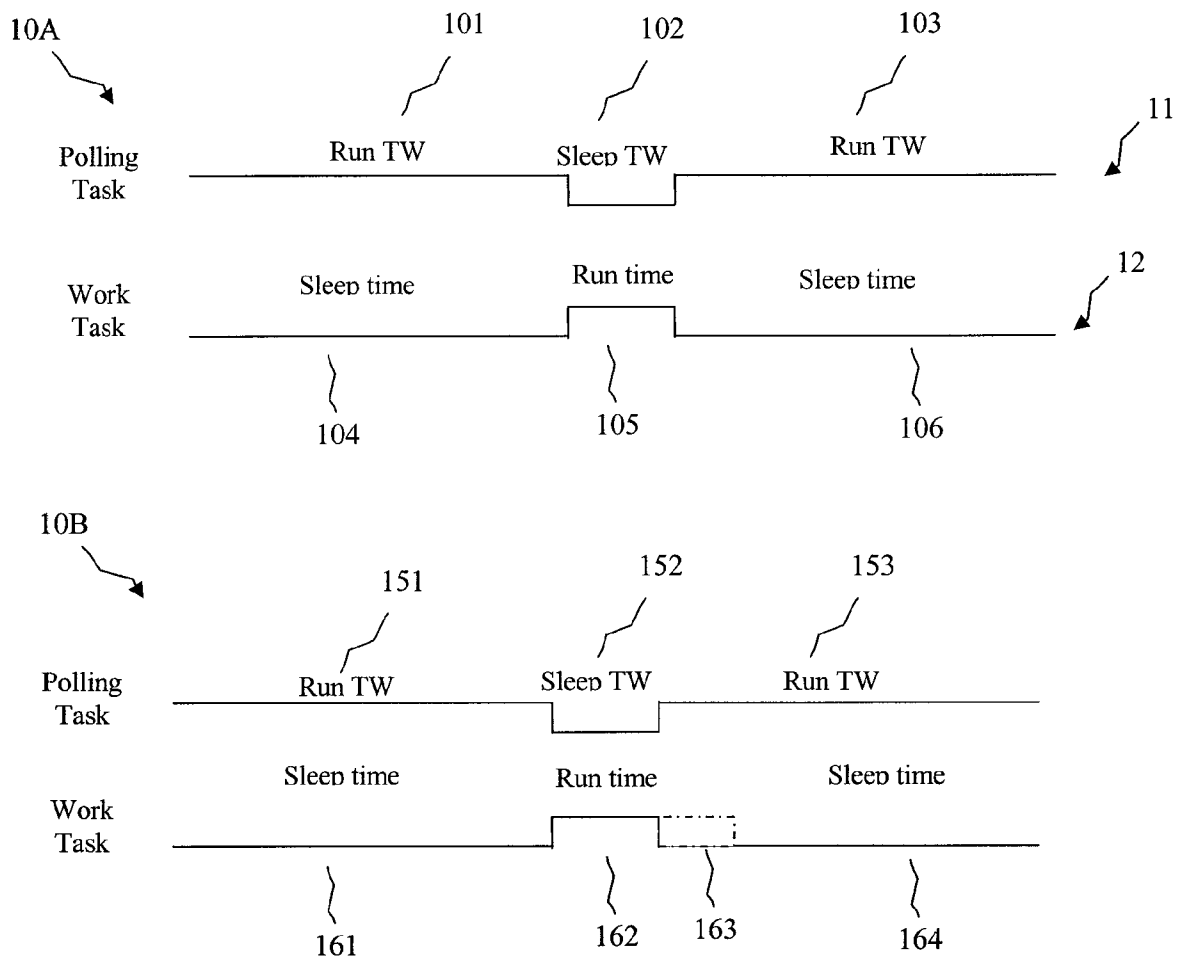 10A
101
102
103
11
Polling
Task
Run TW
Sleep TW
Run TW
Work
Task
Sleep time
Run time
Sleep time
12
104
105
106
10B
151
152
153
Polling
Task
Run TW
Sleep TW
Run TW
Work
Task
Sleep time
Run time
Sleep time
161
162
163
164